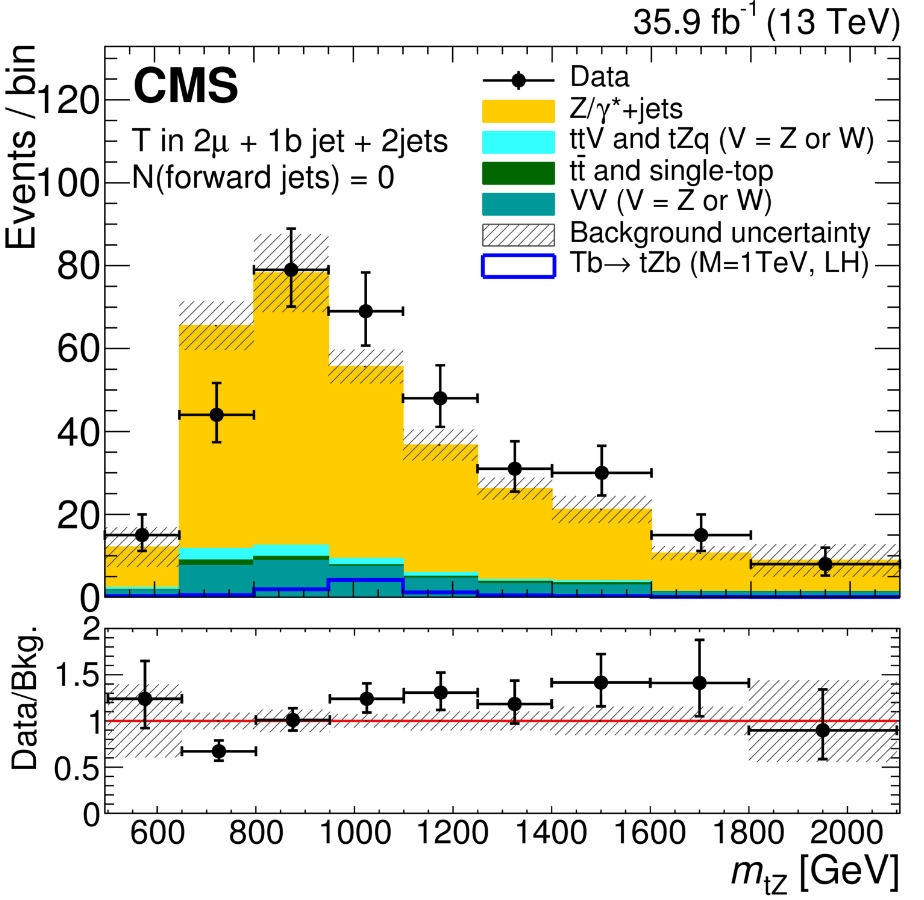 35.9 fb⁻¹ (13 TeV)
Events / bin
CMS
T in 2μ + 1b jet + 2jets
N(forward jets) = 0
Data
Z/γ*+jets
ttV and tZq (V = Z or W)
tt̄ and single-top
VV (V = Z or W)
Background uncertainty
Tb→ tZb (M=1TeV, LH)
120
100
80
60
40
20
0
Data/Bkg.
2
1.5
1
0.5
0
600 800 1000 1200 1400 1600 1800 2000
m_tZ [GeV]